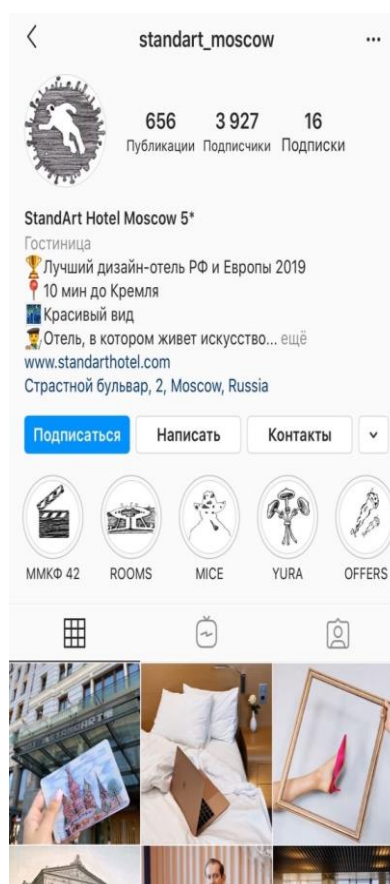 standart_moscow
656 3 927 16
Публикации Подписчики Подписки
StandArt Hotel Moscow 5*
Гостиница
🏆Лучший дизайн-отель РФ и Европы 2019
📍10 мин до Кремля
🌃Красивый вид
👨‍🎨Отель, в котором живет искусство... ещё
www.standarthotel.com
Страстной бульвар, 2, Moscow, Russia
Подписаться Написать Контакты
ММКФ 42 ROOMS MICE YURA OFFERS